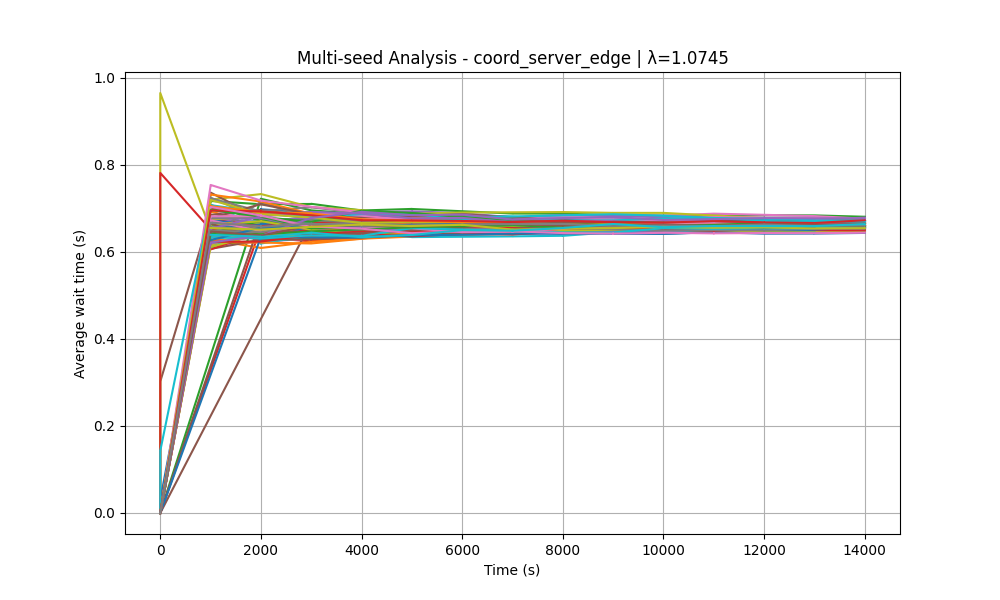 Multi-seed Analysis - coord_server_edge | λ=1.0745
1.0
0.8
0.6
0.4
0.2
0.0
Average wait time (s)
0 2000 4000 6000 8000 10000 12000 14000
Time (s)